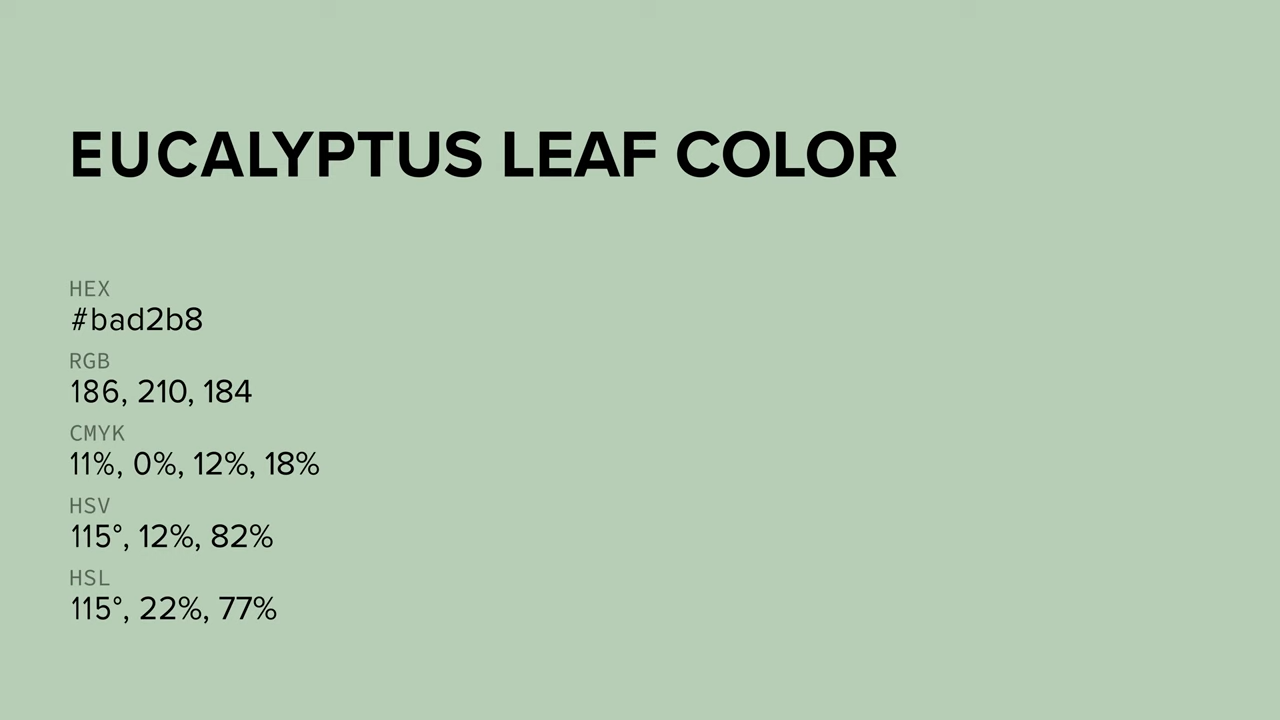 EUCALYPTUS LEAF COLOR
HEX
#bad2b8
RGB
186, 210, 184
CMYK
11%, 0%, 12%, 18%
HSV
115°, 12%, 82%
HSL
115°, 22%, 77%